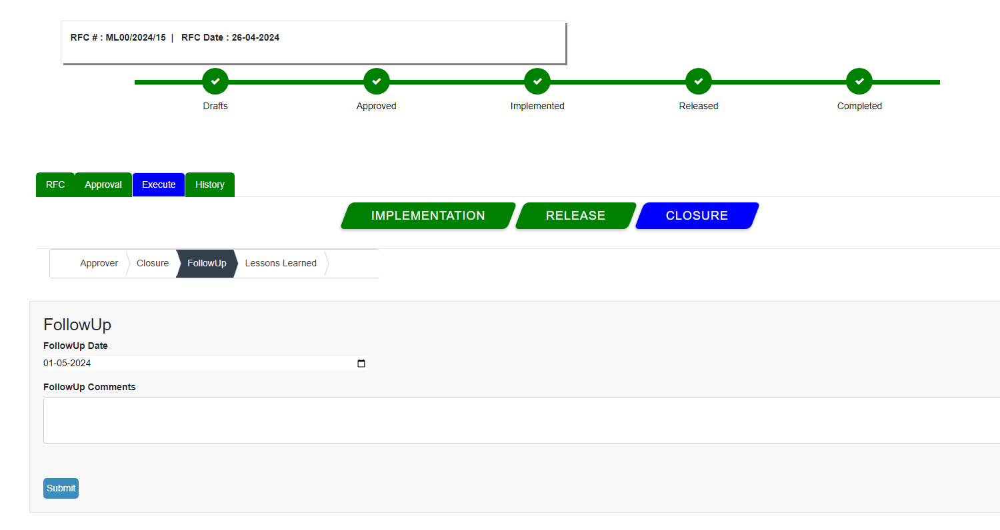 RFC # : ML00/2024/15 | RFC Date : 26-04-2024
Drafts Approved Implemented Released Completed
RFC Approval Execute History
IMPLEMENTATION RELEASE CLOSURE
Approver Closure FollowUp Lessons Learned
FollowUp
FollowUp Date
01-05-2024
FollowUp Comments
Submit